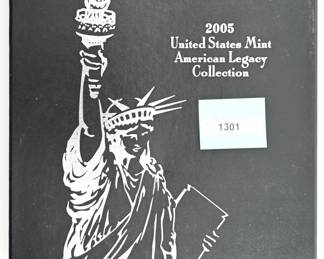 2005
United States Mint
American Legacy
Collection
1301